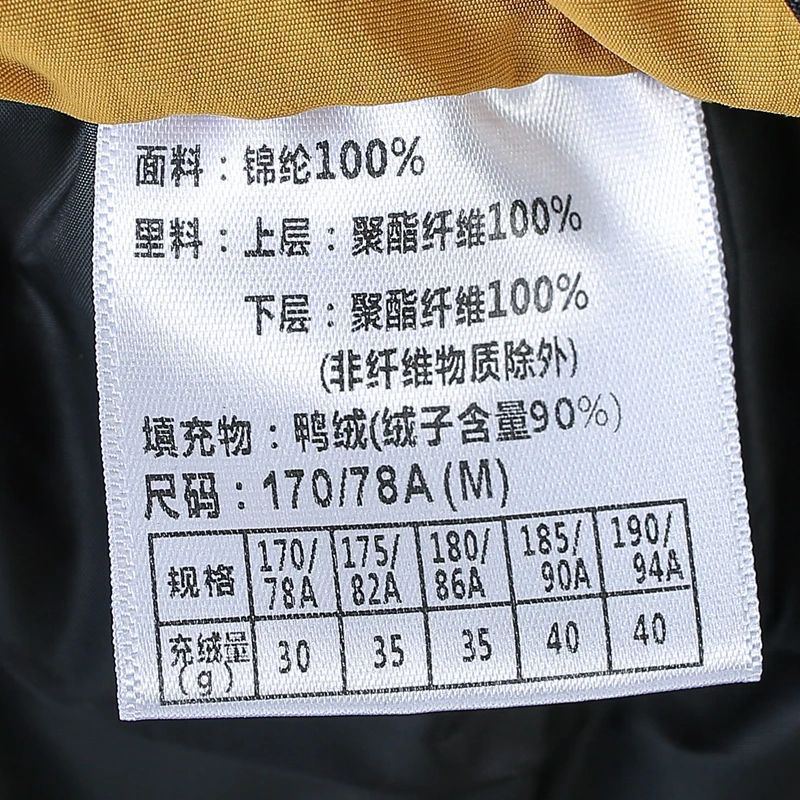 面料：锦纶100%
里料：上层：聚酯纤维100%
下层：聚酯纤维100%
(非纤维物质除外)
填充物：鸭绒(绒子含量90%)
尺码：170/78A(M)
规格 170/78A 175/82A 180/86A 185/90A 190/94A
充绒量(g) 30 35 35 40 40